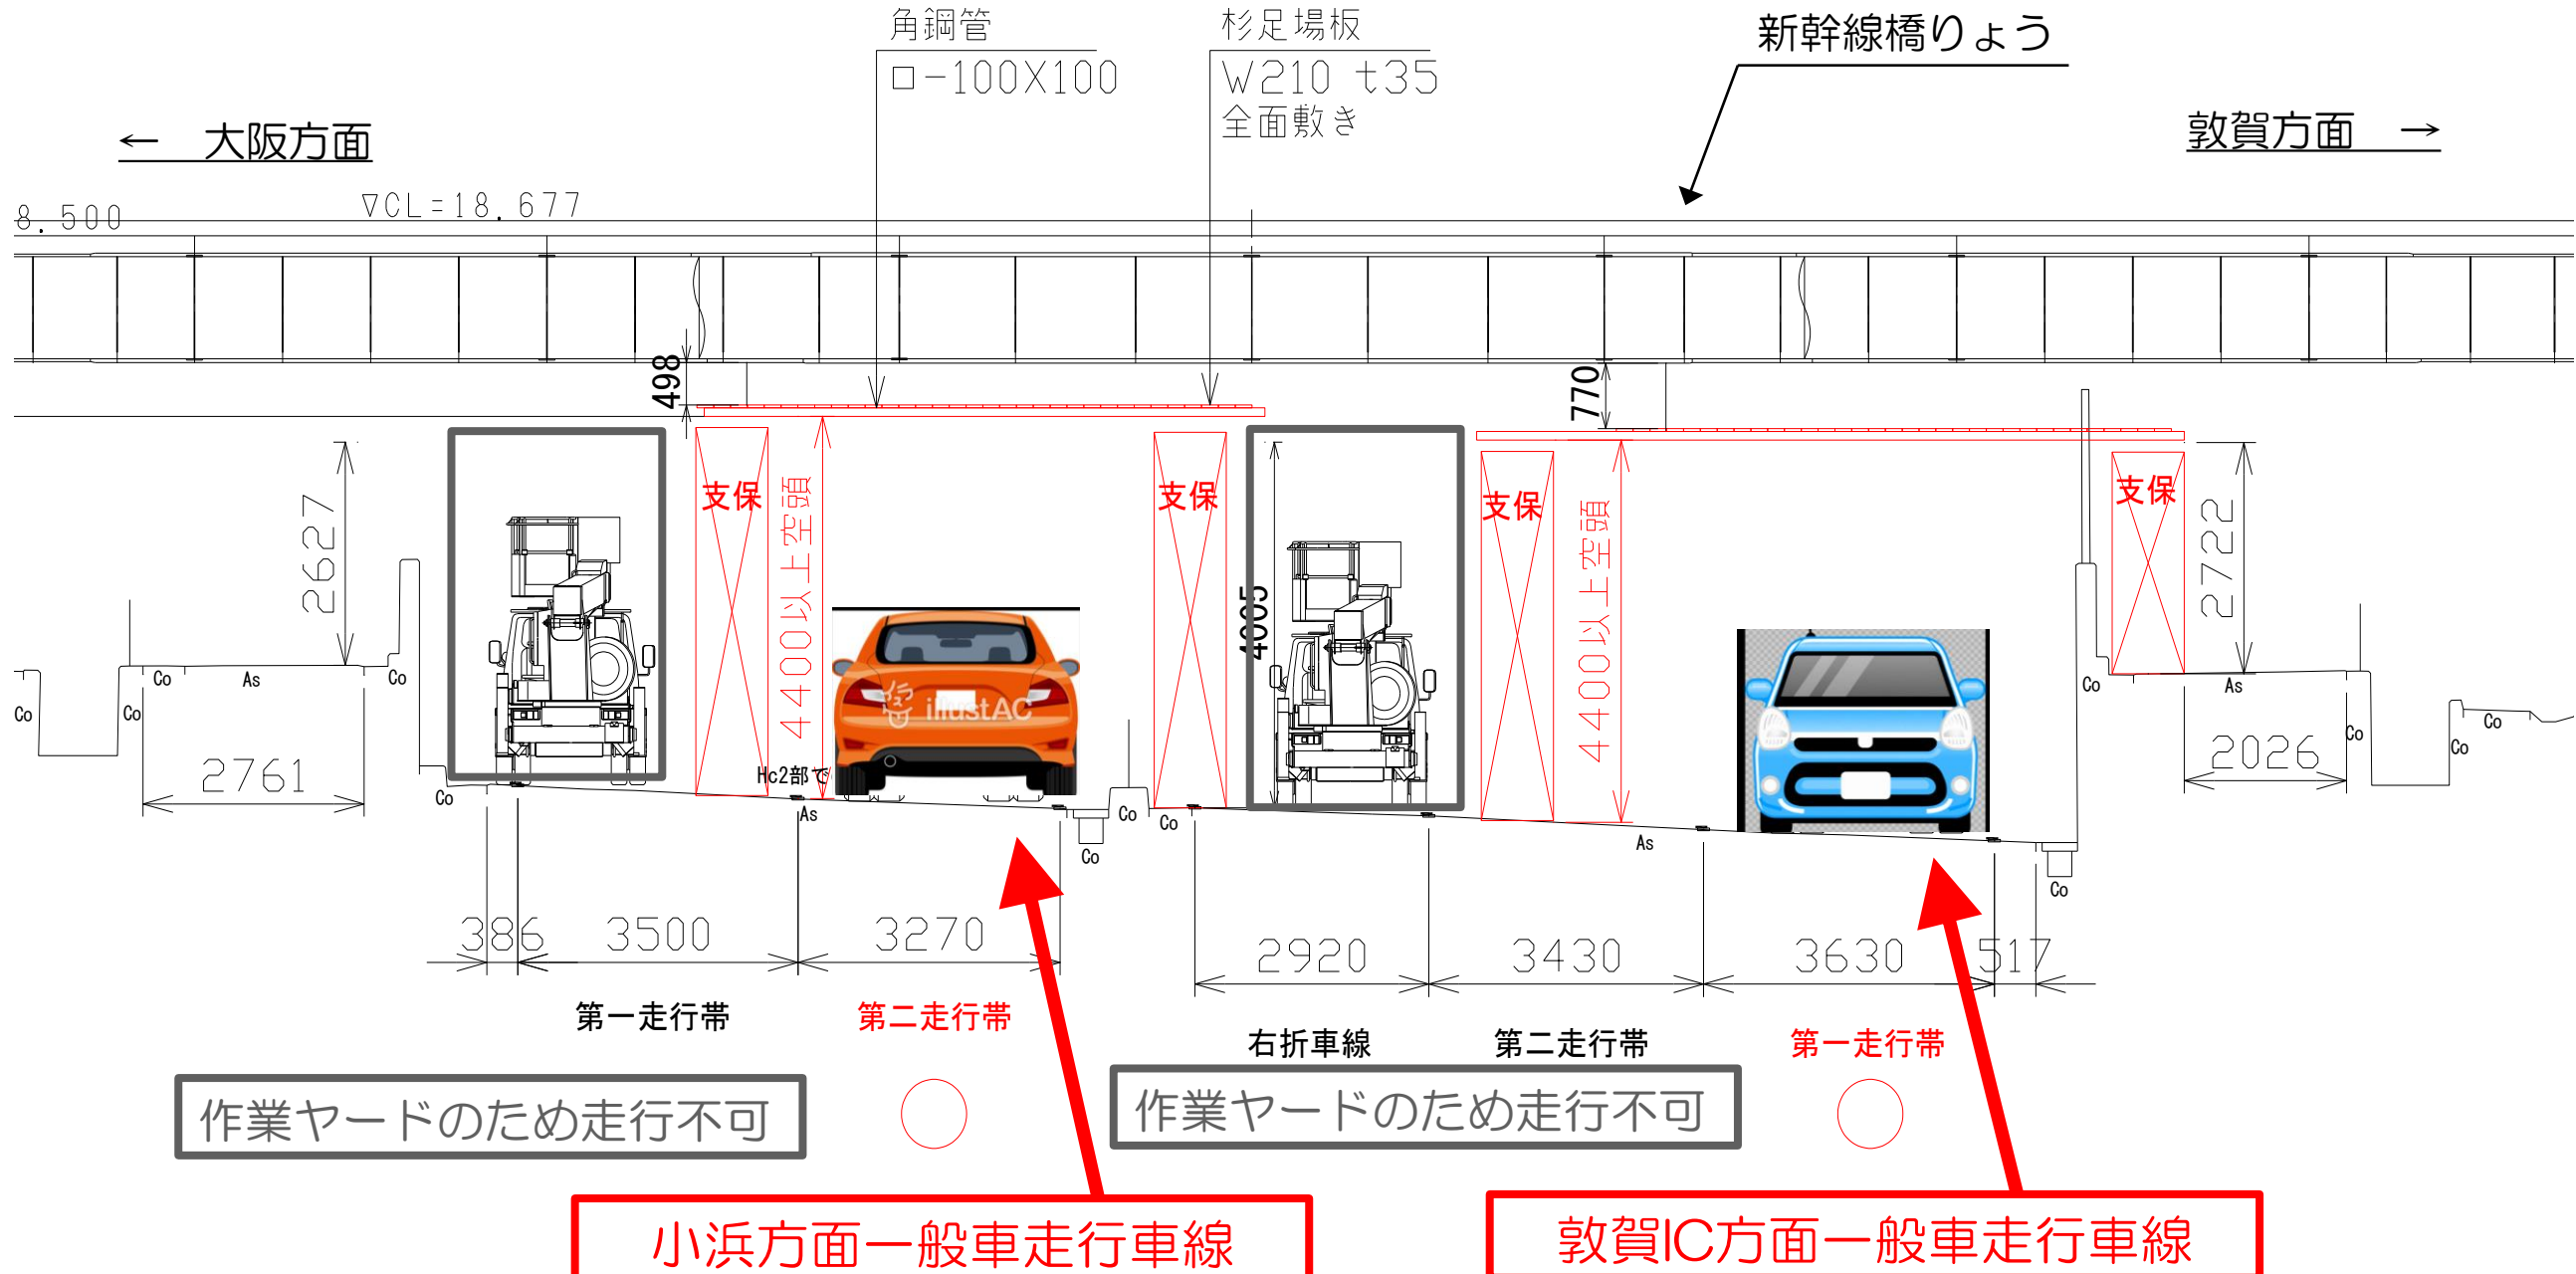 角鋼管
□-100X100
杉足場板
W210 t35
全面敷き
新幹線橋りょう
← 大阪方面
敦賀方面 →
8.500
▽CL=18.677
498
770
2627
支保
4400以上空頭
支保
4005
支保
4400以上空頭
支保
2722
illustAC
Hc2部で
Co
Co
Co
As
Co
Co
As
Co
Co
Co
As
Co
Co
As
Co
Co
Co
2761
2026
386
3500
3270
2920
3430
3630
517
第一走行帯
第二走行帯
右折車線
第二走行帯
第一走行帯
作業ヤードのため走行不可
作業ヤードのため走行不可
小浜方面一般車走行車線
敦賀IC方面一般車走行車線